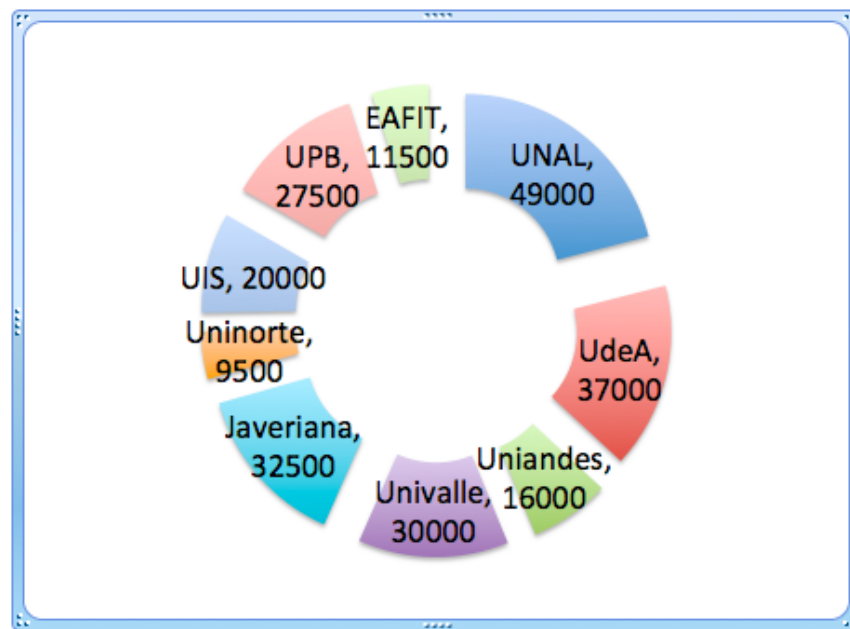 UNAL,
49000
UdeA,
37000
Uniandes,
16000
Univalle,
30000
Javeriana,
32500
Uninorte,
9500
UIS, 20000
UPB,
27500
EAFIT,
11500